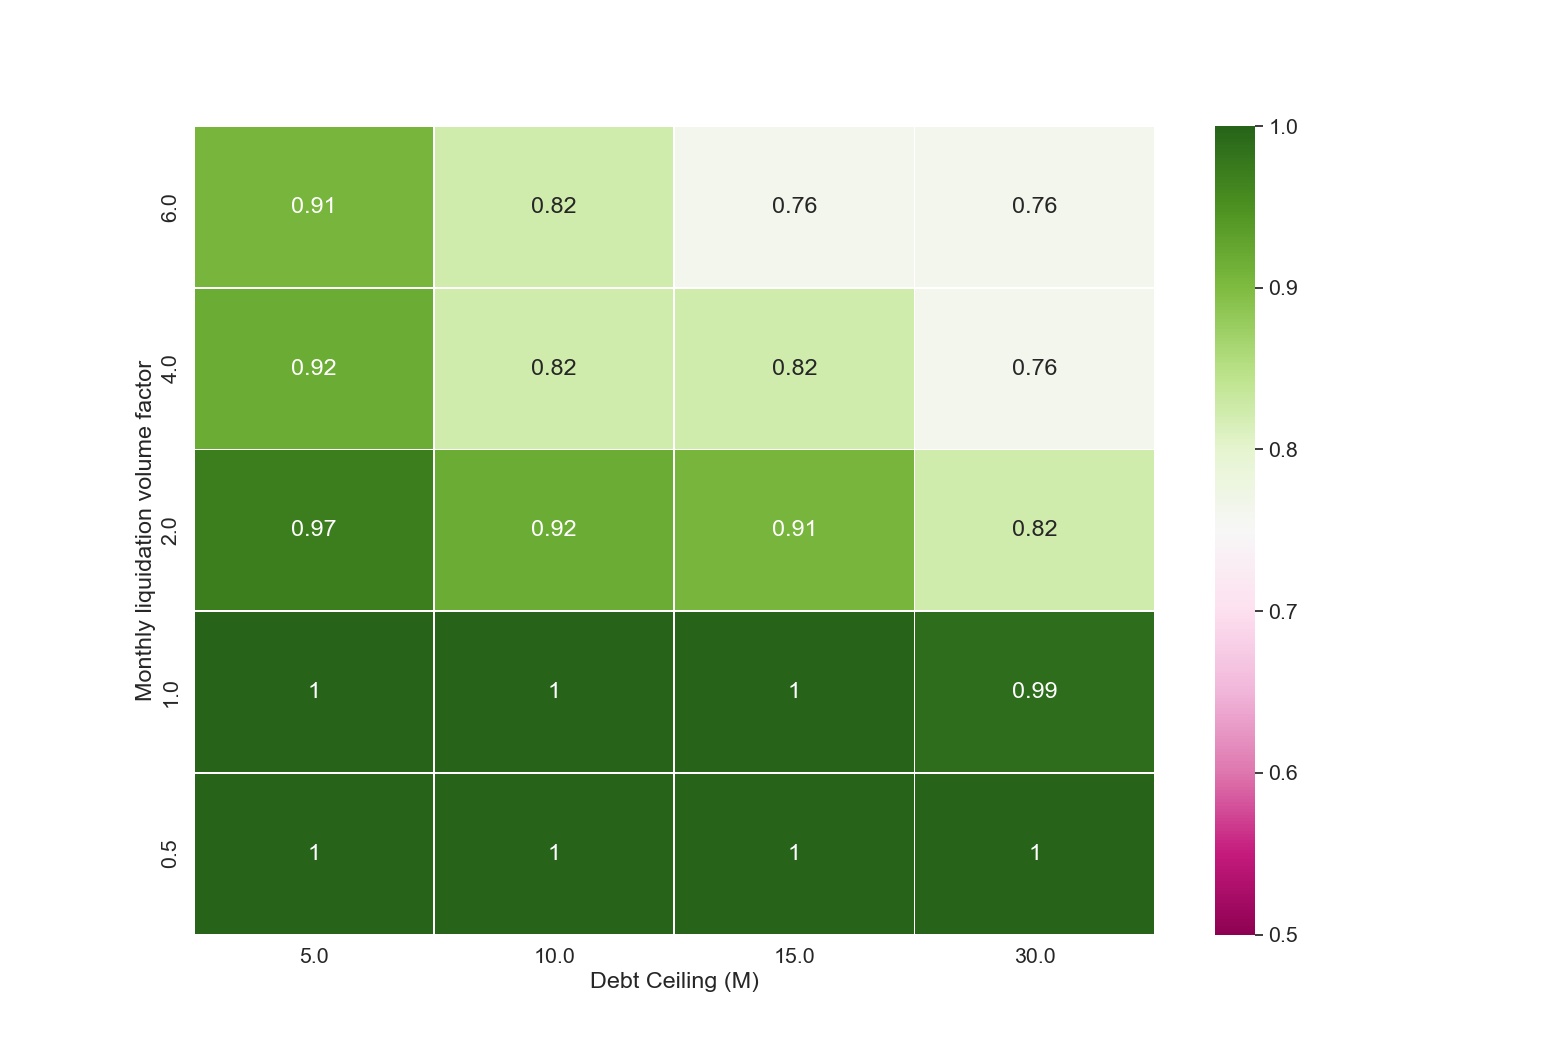 1.0
0.9
0.8
0.7
0.6
0.5
Monthly liquidation volume factor
6.0 0.91 0.82 0.76 0.76
4.0 0.92 0.82 0.82 0.76
2.0 0.97 0.92 0.91 0.82
1.0 1 1 1 0.99
0.5 1 1 1 1
5.0 10.0 15.0 30.0
Debt Ceiling (M)